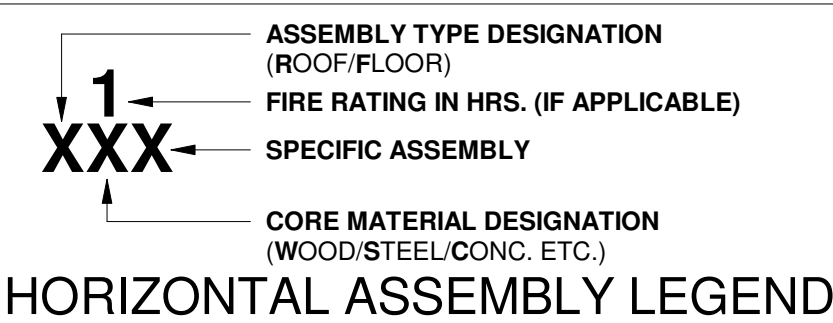 ASSEMBLY TYPE DESIGNATION
(ROOF/FLOOR)
1
FIRE RATING IN HRS. (IF APPLICABLE)
XXX
SPECIFIC ASSEMBLY
CORE MATERIAL DESIGNATION
(WOOD/STEEL/CONC. ETC.)
HORIZONTAL ASSEMBLY LEGEND